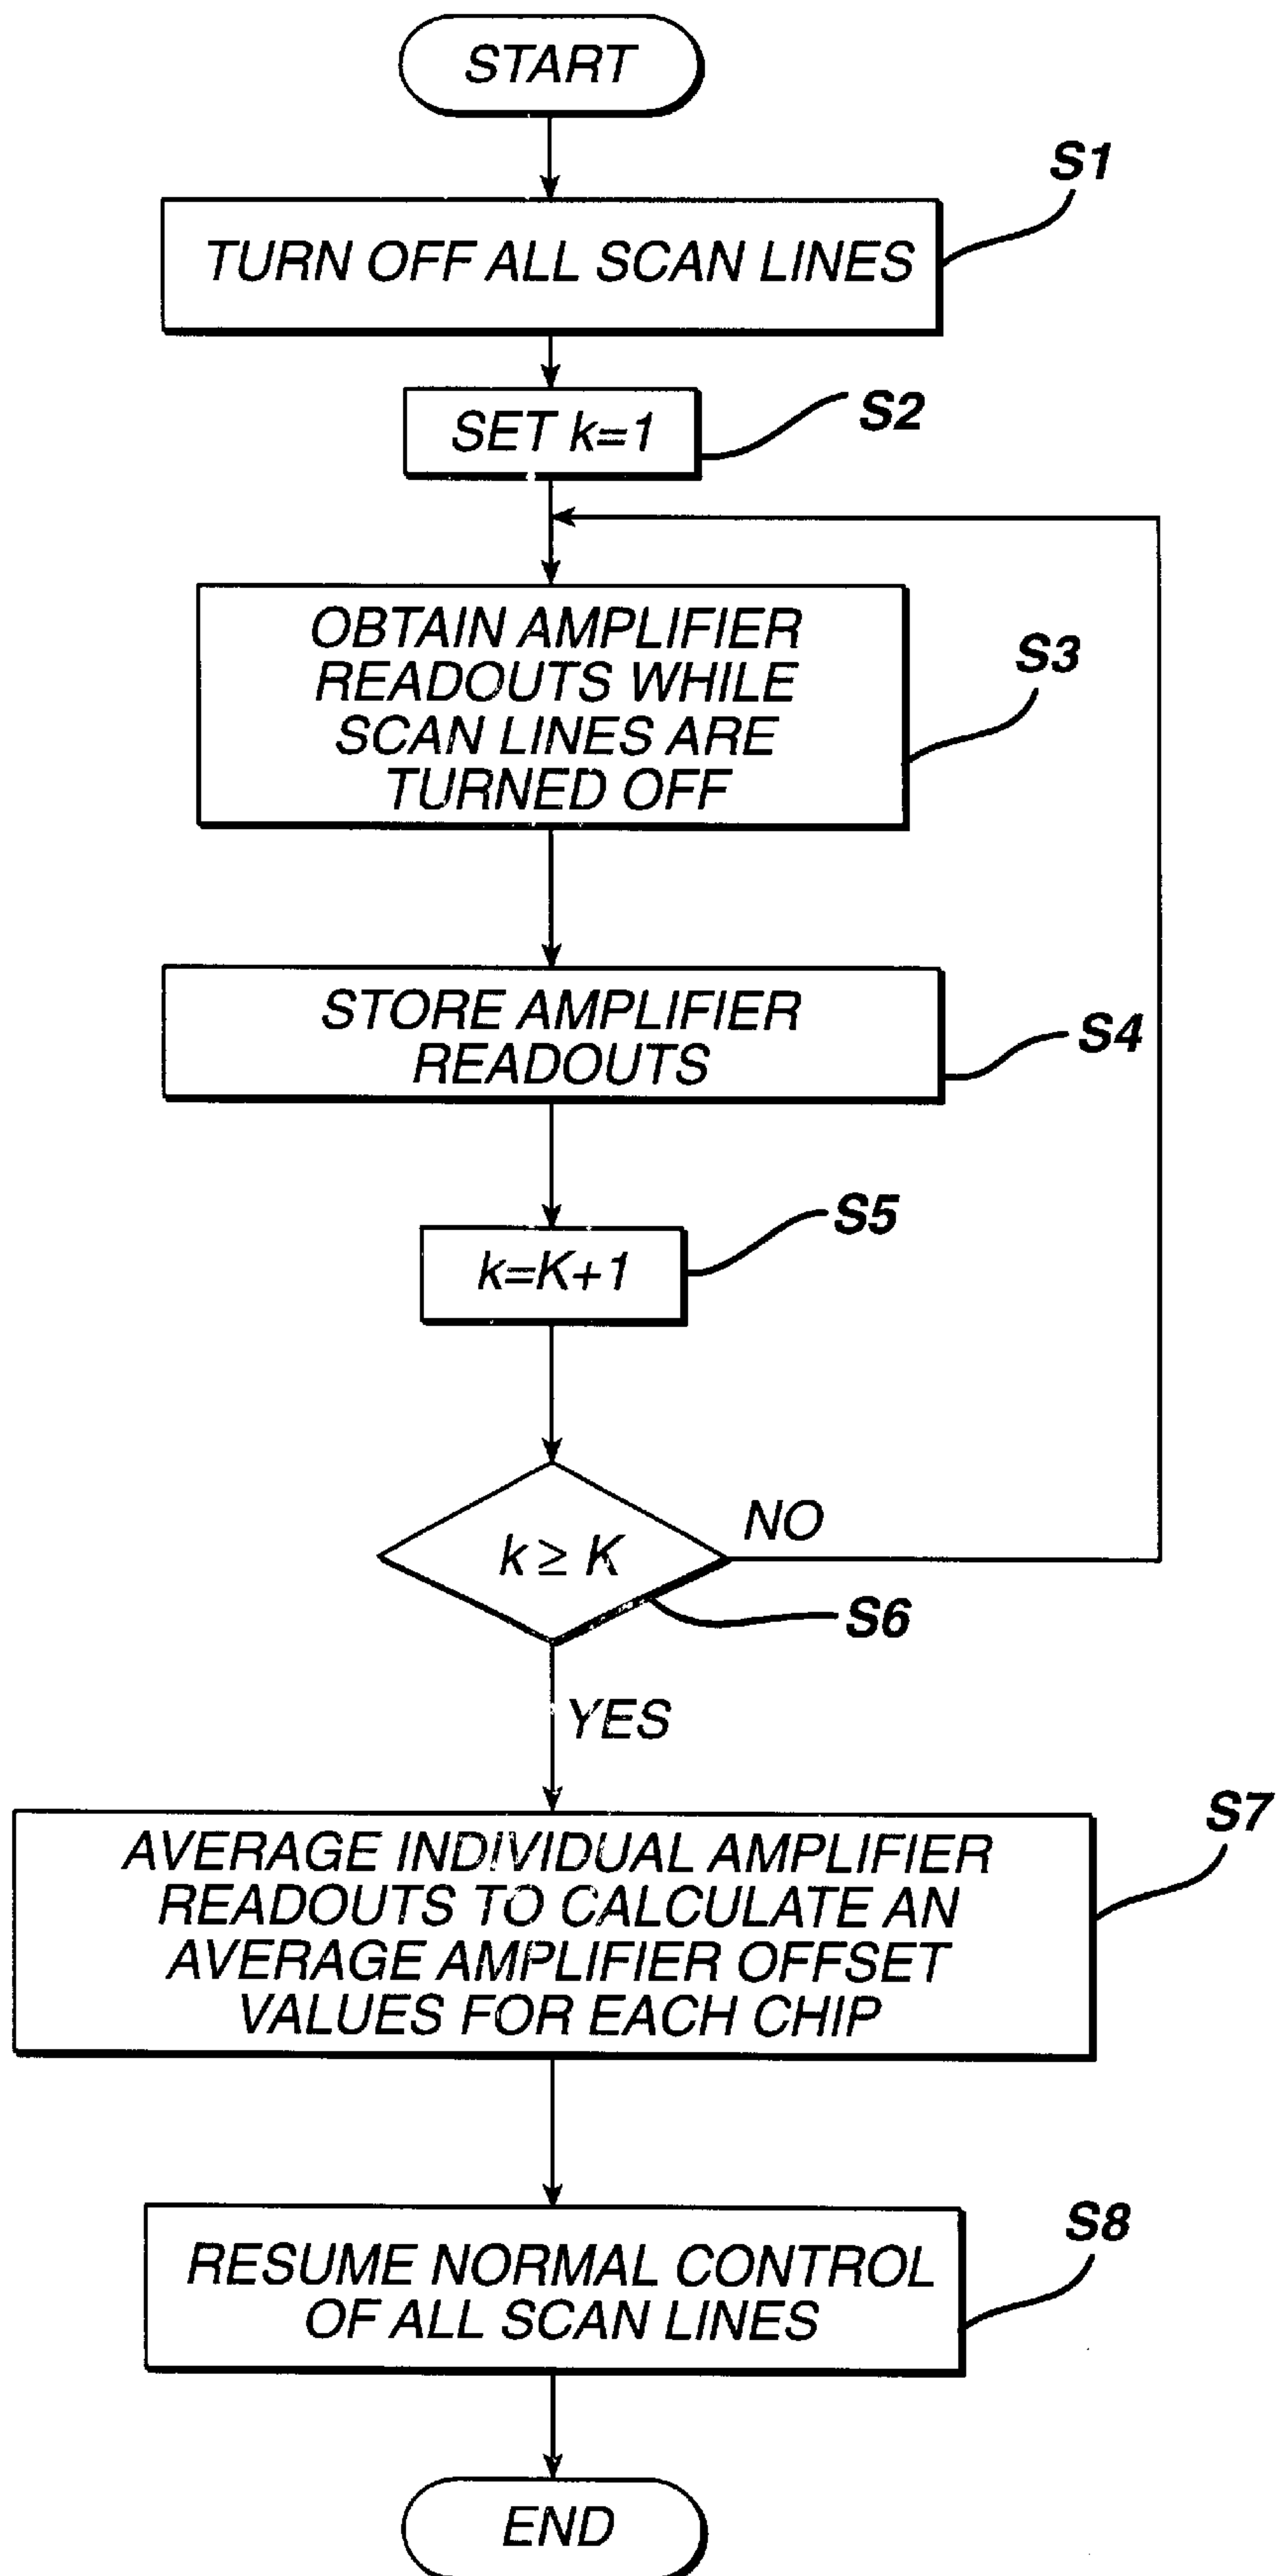 START
S1
TURN OFF ALL SCAN LINES
S2
SET k=1
OBTAIN AMPLIFIER
READOUTS WHILE
SCAN LINES ARE
TURNED OFF
S3
STORE AMPLIFIER
READOUTS
S4
S5
k=K+1
k ≥ K
NO
S6
YES
S7
AVERAGE INDIVIDUAL AMPLIFIER
READOUTS TO CALCULATE AN
AVERAGE AMPLIFIER OFFSET
VALUES FOR EACH CHIP
S8
RESUME NORMAL CONTROL
OF ALL SCAN LINES
END